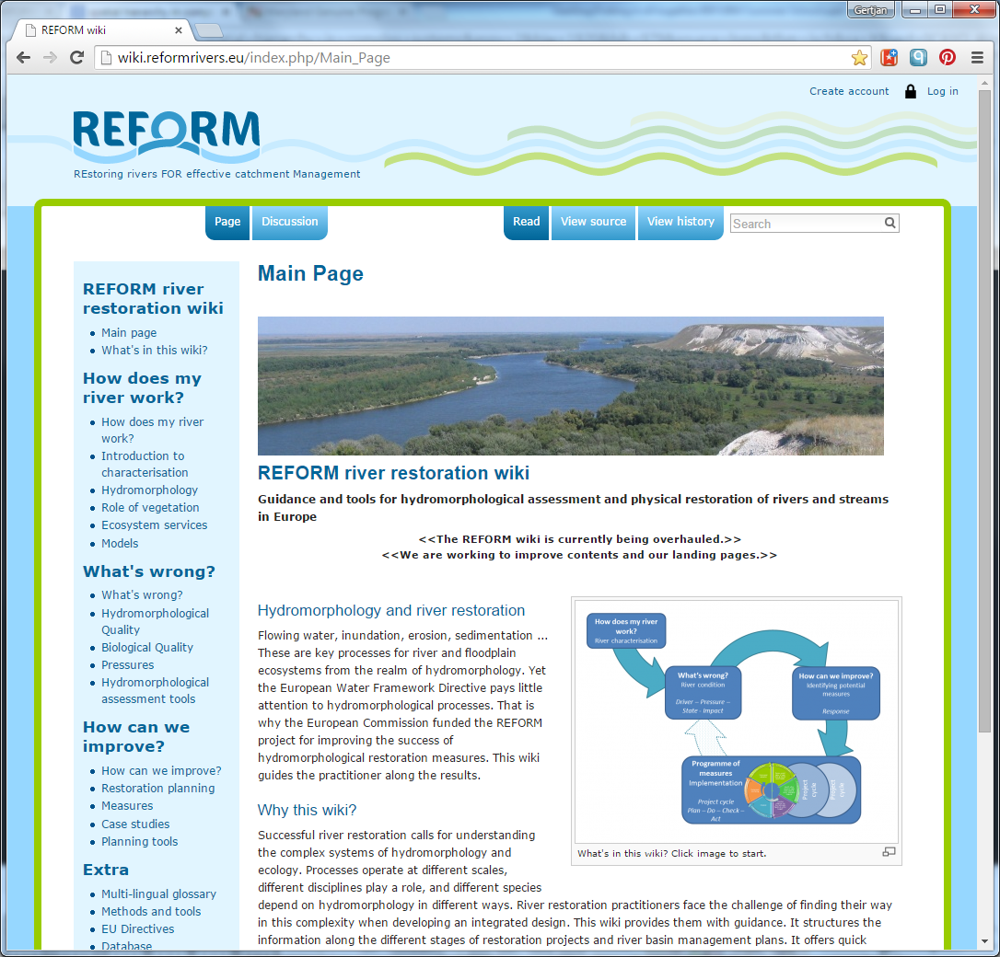 Gertjan
REFORM wiki
wiki.reformrivers.eu/index.php/Main_Page
Create account
Log in
REFORM
REstoring rivers FOR effective catchment Management
Page
Discussion
Read
View source
View history
Search
REFORM river
restoration wiki
Main page
What's in this wiki?
How does my
river work?
How does my river
work?
Introduction to
characterisation
Hydromorphology
Role of vegetation
Ecosystem services
Models
What's wrong?
What's wrong?
Hydromorphological
Quality
Biological Quality
Pressures
Hydromorphological
assessment tools
How can we
improve?
How can we improve?
Restoration planning
Measures
Case studies
Planning tools
Extra
Multi-lingual glossary
Methods and tools
EU Directives
Database
Main Page
REFORM river restoration wiki
Guidance and tools for hydromorphological assessment and physical restoration of rivers and streams
in Europe
<<The REFORM wiki is currently being overhauled.>>
<<We are working to improve contents and our landing pages.>>
Hydromorphology and river restoration
Flowing water, inundation, erosion, sedimentation ...
These are key processes for river and floodplain
ecosystems from the realm of hydromorphology. Yet
the European Water Framework Directive pays little
attention to hydromorphological processes. That is
why the European Commission funded the REFORM
project for improving the success of
hydromorphological restoration measures. This wiki
guides the practitioner along the results.
How does my river
work?
River characterisation
What's wrong?
River condition
Driver – Pressure –
State - Impact
How can we improve?
Identifying potential
measures
Response
Programme of
measures
Implementation
Project cycle
Plan – Do – Check –
Act
Project
cycle
Project
cycle
What's in this wiki? Click image to start.
Why this wiki?
Successful river restoration calls for understanding
the complex systems of hydromorphology and
ecology. Processes operate at different scales,
different disciplines play a role, and different species
depend on hydromorphology in different ways. River restoration practitioners face the challenge of finding their way
in this complexity when developing an integrated design. This wiki provides them with guidance. It structures the
information along the different stages of restoration projects and river basin management plans. It offers quick